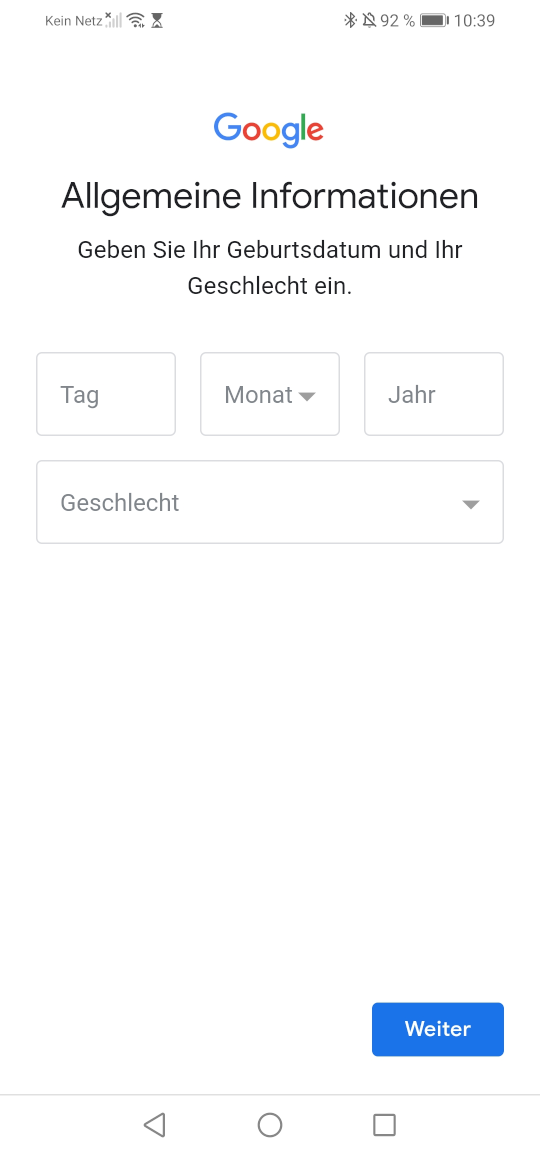 Kein Netz 92 % 10:39
Google
Allgemeine Informationen
Geben Sie Ihr Geburtsdatum und Ihr
Geschlecht ein.
Tag Monat Jahr
Geschlecht
Weiter